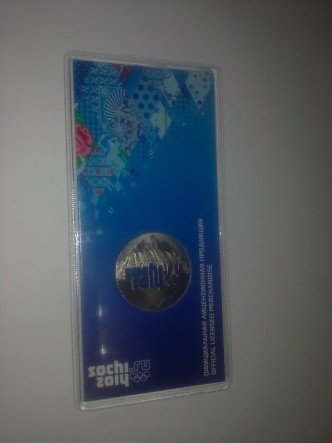 ОФИЦИАЛЬНАЯ ЛИЦЕНЗИОННАЯ ПРОДУКЦИЯ
OFFICIAL LICENSED MERCHANDISE
sochi.ru
2014